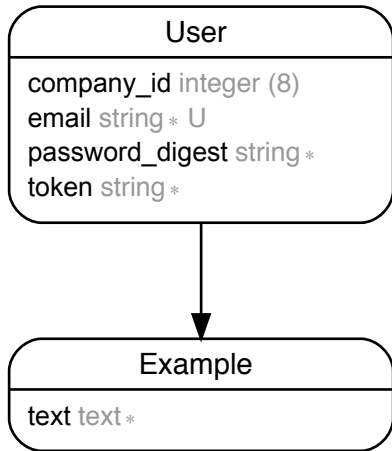 User
company_id integer (8)
email string * U
password_digest string *
token string *
Example
text text *